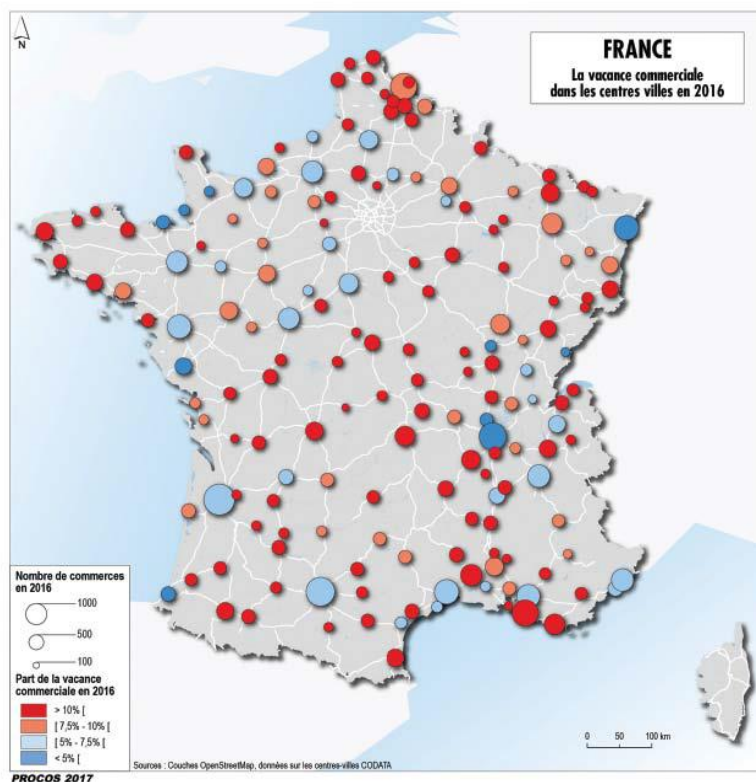 N
FRANCE
La vacance commerciale
dans les centres villes en 2016
Nombre de commerces
en 2016
1000
500
100
Part de la vacance
commerciale en 2016
> 10% [
[ 7,5% - 10% [
[ 5% - 7,5% [
< 5% [
0 50 100 km
Sources : Couches OpenStreetMap, données sur les centres-villes CODATA
PROCOS 2017